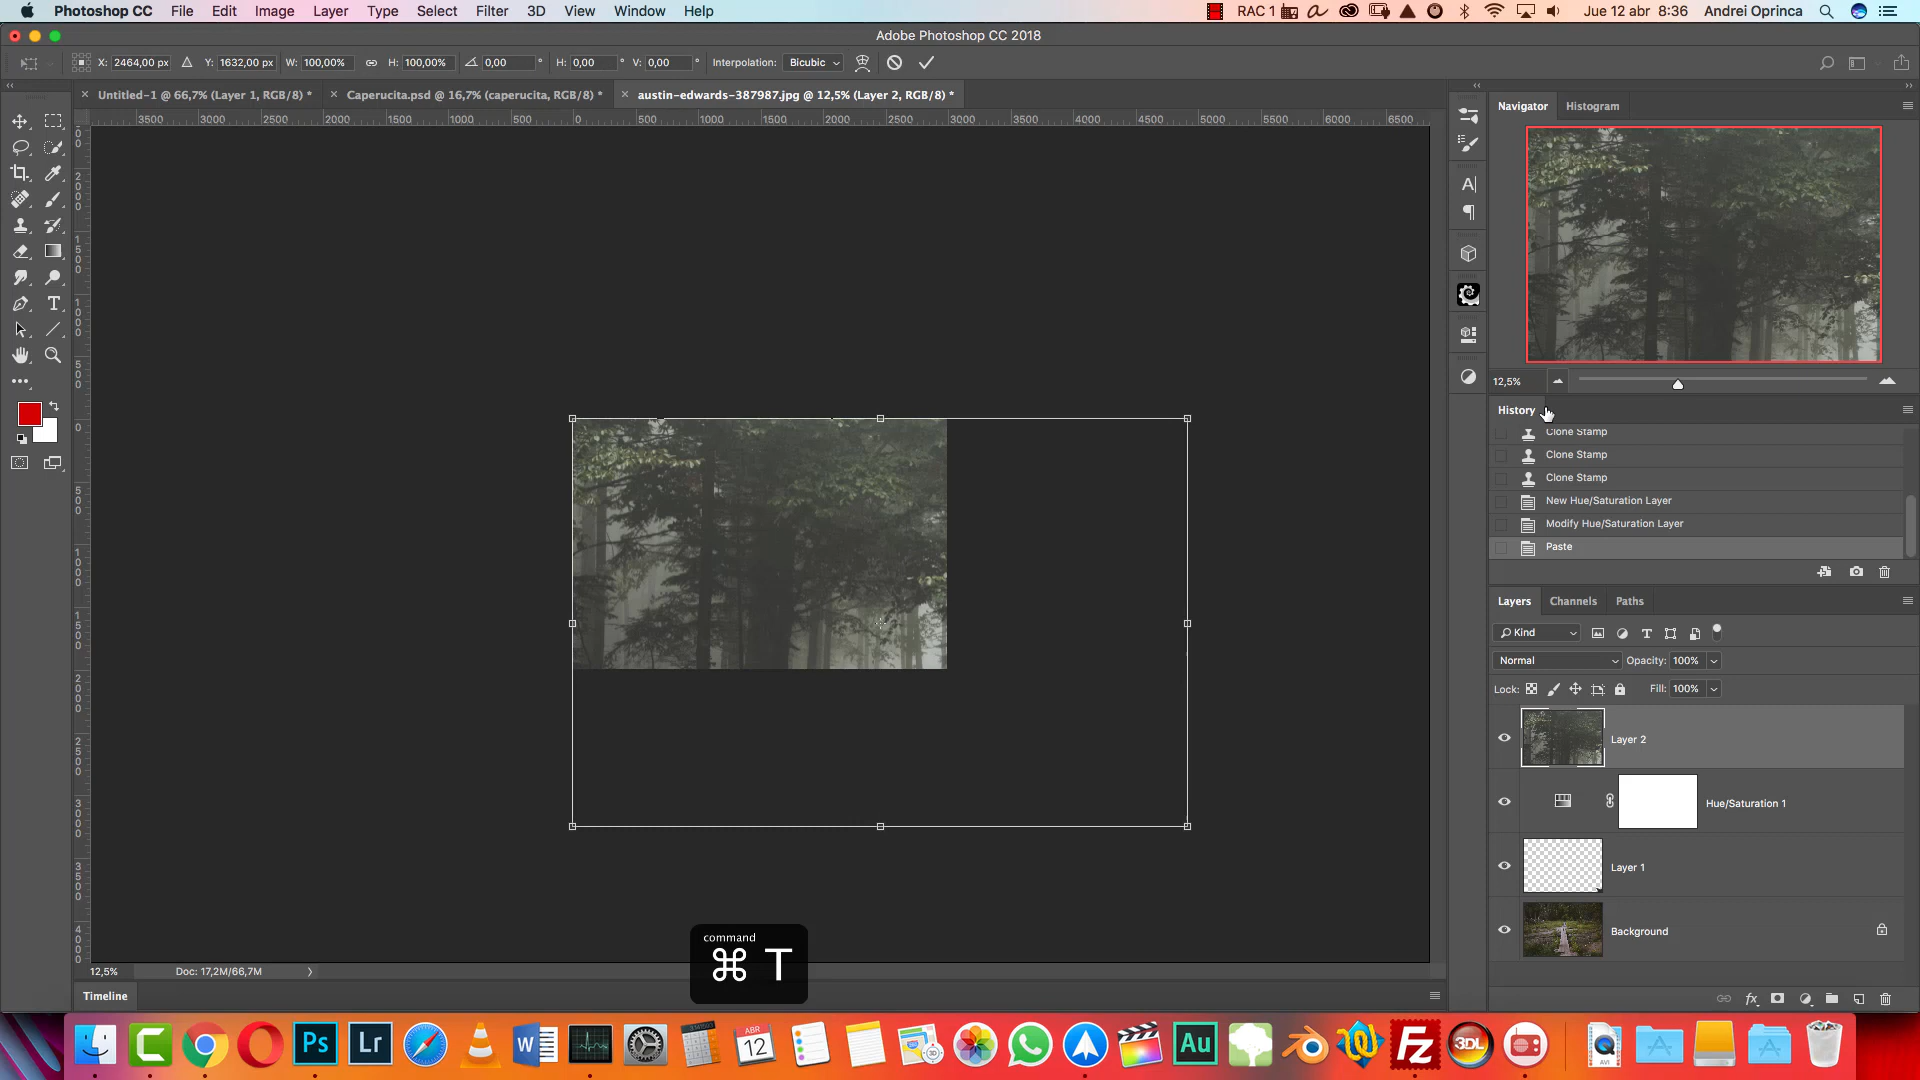 Photoshop CC File Edit Image Layer Type Select Filter 3D View Window Help RAC 1 Jue 12 abr 8:36 Andrei Oprinca
Adobe Photoshop CC 2018
X: 2464,00 px Y: 1632,00 px W: 100,00% H: 100,00% 0,00 ° H: 0,00 ° V: 0,00 ° Interpolation: Bicubic
Untitled-1 @ 66,7% (Layer 1, RGB/8) * Caperucita.psd @ 16,7% (caperucita, RGB/8) * austin-edwards-387987.jpg @ 12,5% (Layer 2, RGB/8) *
Navigator Histogram
3500 3000 2500 2000 1500 1000 500 0 500 1000 1500 2000 2500 3000 3500 4000 4500 5000 5500 6000 6500
12,5%
History
Clone Stamp
Clone Stamp
Clone Stamp
New Hue/Saturation Layer
Modify Hue/Saturation Layer
Paste
Layers Channels Paths
Kind
Normal Opacity: 100%
Lock: Fill: 100%
Layer 2
Hue/Saturation 1
Layer 1
Background
command
⌘ T
12,5% Doc: 17,2M/66,7M
Timeline
Ps Lr W ABR 12 3D Au Fz 3DL AVI